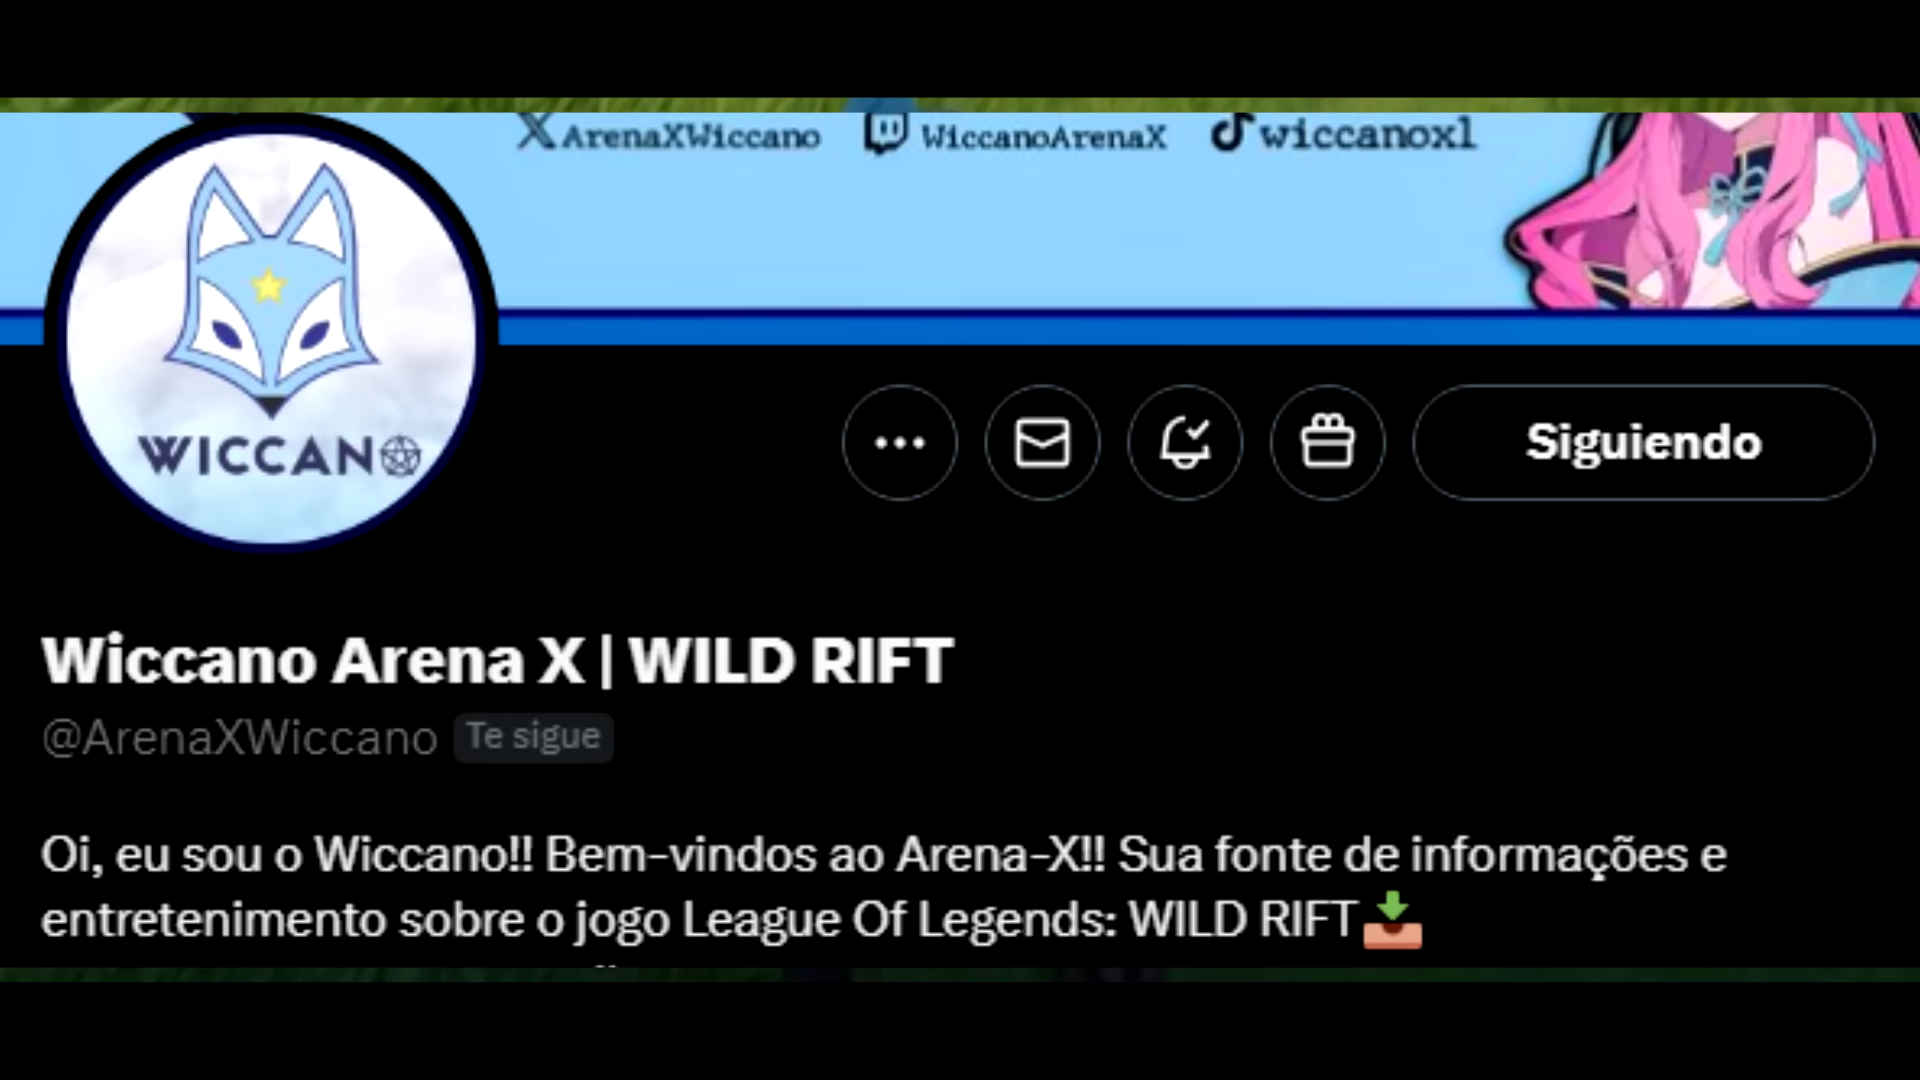 ArenaXWiccano WiccanoArenaX wiccanoxl
WICCANO
Siguiendo
Wiccano Arena X | WILD RIFT
@ArenaXWiccano Te sigue
Oi, eu sou o Wiccano!! Bem-vindos ao Arena-X!! Sua fonte de informações e
entretenimento sobre o jogo League Of Legends: WILD RIFT📥